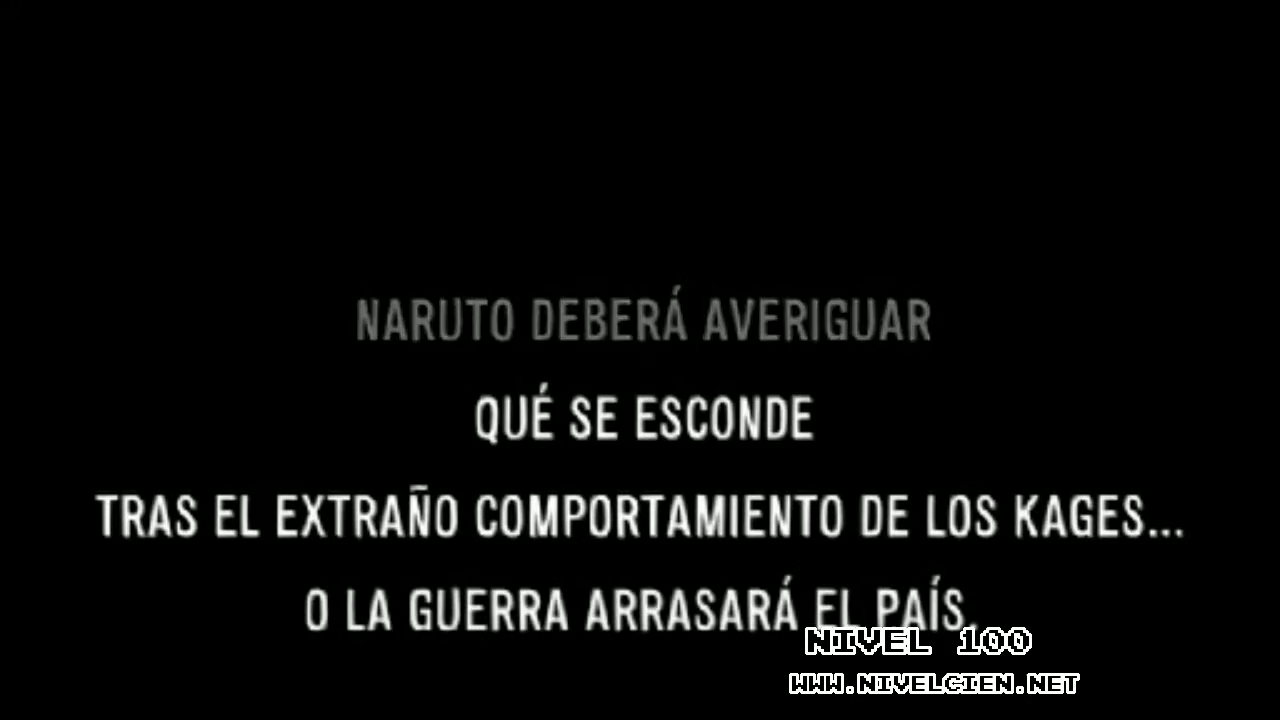 NARUTO DEBERÁ AVERIGUAR
QUÉ SE ESCONDE
TRAS EL EXTRAÑO COMPORTAMIENTO DE LOS KAGES...
O LA GUERRA ARRASARÁ EL PAÍS.
NIVEL 100
WWW.NIVELCIEN.NET